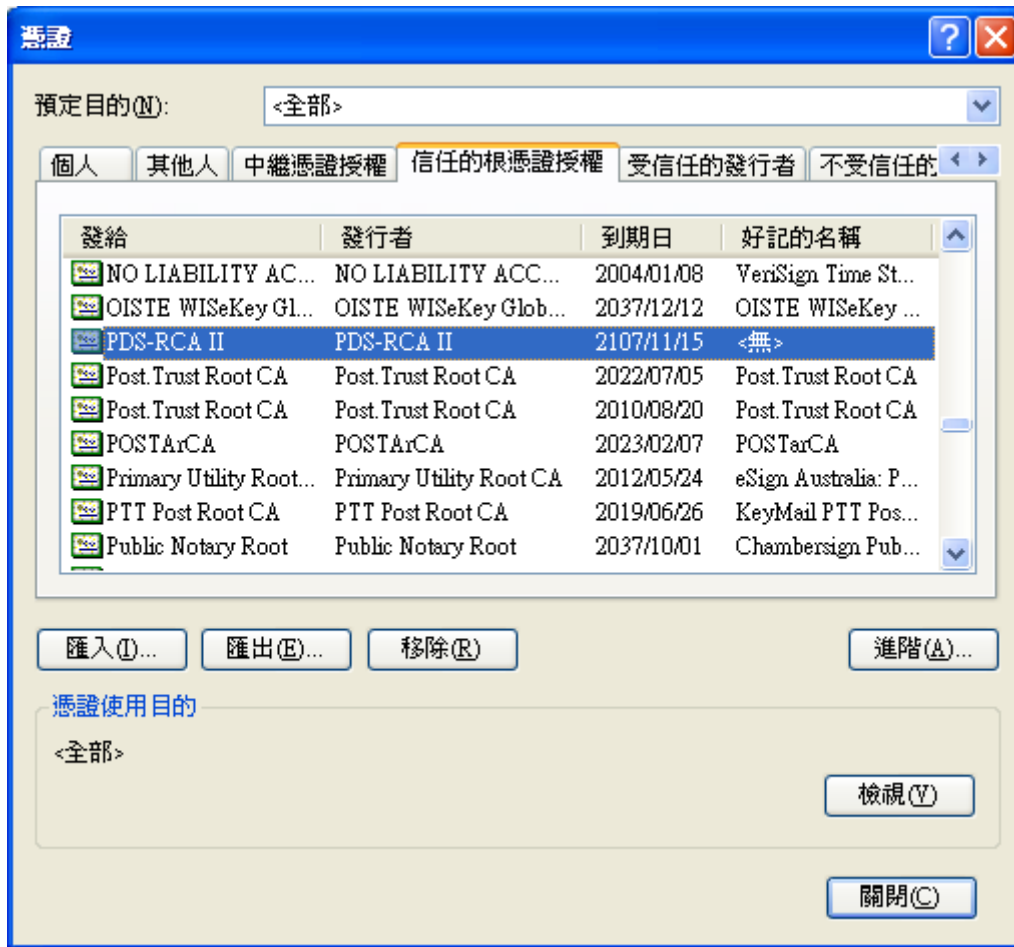 憑證
預定目的(N): <全部>
個人 其他人 中繼憑證授權 信任的根憑證授權 受信任的發行者 不受信任的
發給 發行者 到期日 好記的名稱
NO LIABILITY AC... NO LIABILITY ACC... 2004/01/08 VeriSign Time St...
OISTE WISeKey Gl... OISTE WISeKey Glob... 2037/12/12 OISTE WISeKey ...
PDS-RCA II PDS-RCA II 2107/11/15 <無>
Post.Trust Root CA Post.Trust Root CA 2022/07/05 Post.Trust Root CA
Post.Trust Root CA Post.Trust Root CA 2010/08/20 Post.Trust Root CA
POSTArCA POSTArCA 2023/02/07 POSTarCA
Primary Utility Root... Primary Utility Root CA 2012/05/24 eSign Australia: P...
PTT Post Root CA PTT Post Root CA 2019/06/26 KeyMail PTT Pos...
Public Notary Root Public Notary Root 2037/10/01 Chambersign Pub...
匯入(I)... 匯出(E)... 移除(R) 進階(A)...
憑證使用目的
<全部>
檢視(V)
關閉(C)